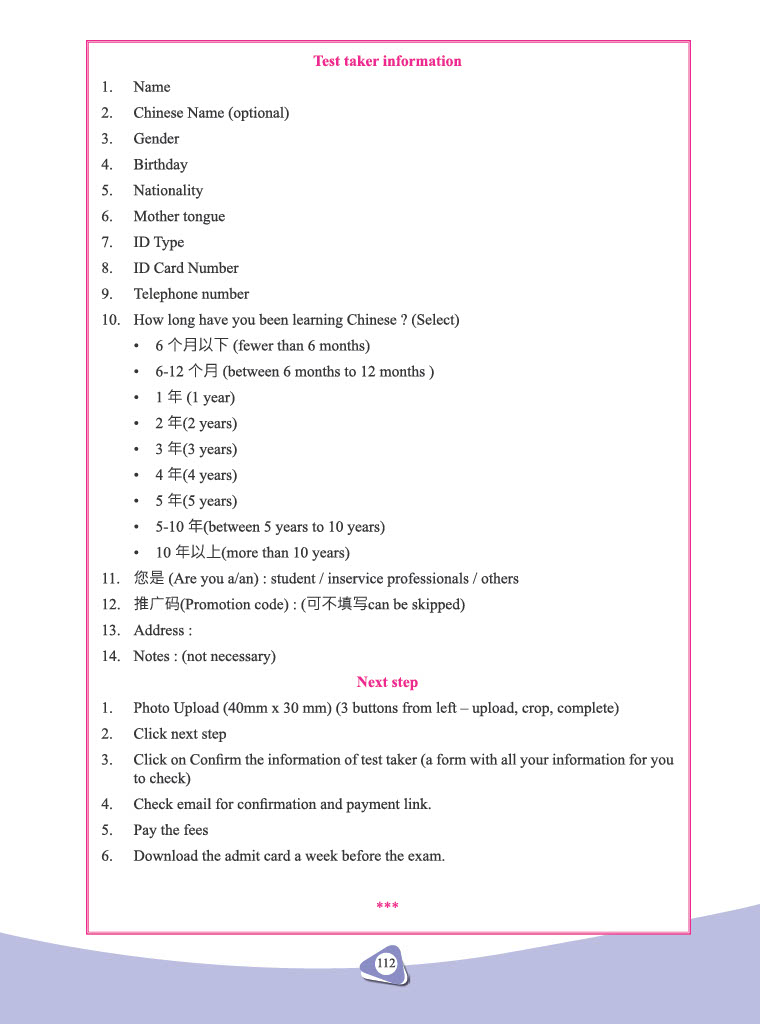 Test taker information
1. Name
2. Chinese Name (optional)
3. Gender
4. Birthday
5. Nationality
6. Mother tongue
7. ID Type
8. ID Card Number
9. Telephone number
10. How long have you been learning Chinese ? (Select)
• 6 个月以下 (fewer than 6 months)
• 6-12 个月 (between 6 months to 12 months )
• 1 年 (1 year)
• 2 年(2 years)
• 3 年(3 years)
• 4 年(4 years)
• 5 年(5 years)
• 5-10 年(between 5 years to 10 years)
• 10 年以上(more than 10 years)
11. 您是 (Are you a/an) : student / inservice professionals / others
12. 推广码(Promotion code) : (可不填写can be skipped)
13. Address :
14. Notes : (not necessary)
Next step
1. Photo Upload (40mm x 30 mm) (3 buttons from left – upload, crop, complete)
2. Click next step
3. Click on Confirm the information of test taker (a form with all your information for you
to check)
4. Check email for confirmation and payment link.
5. Pay the fees
6. Download the admit card a week before the exam.
***
112